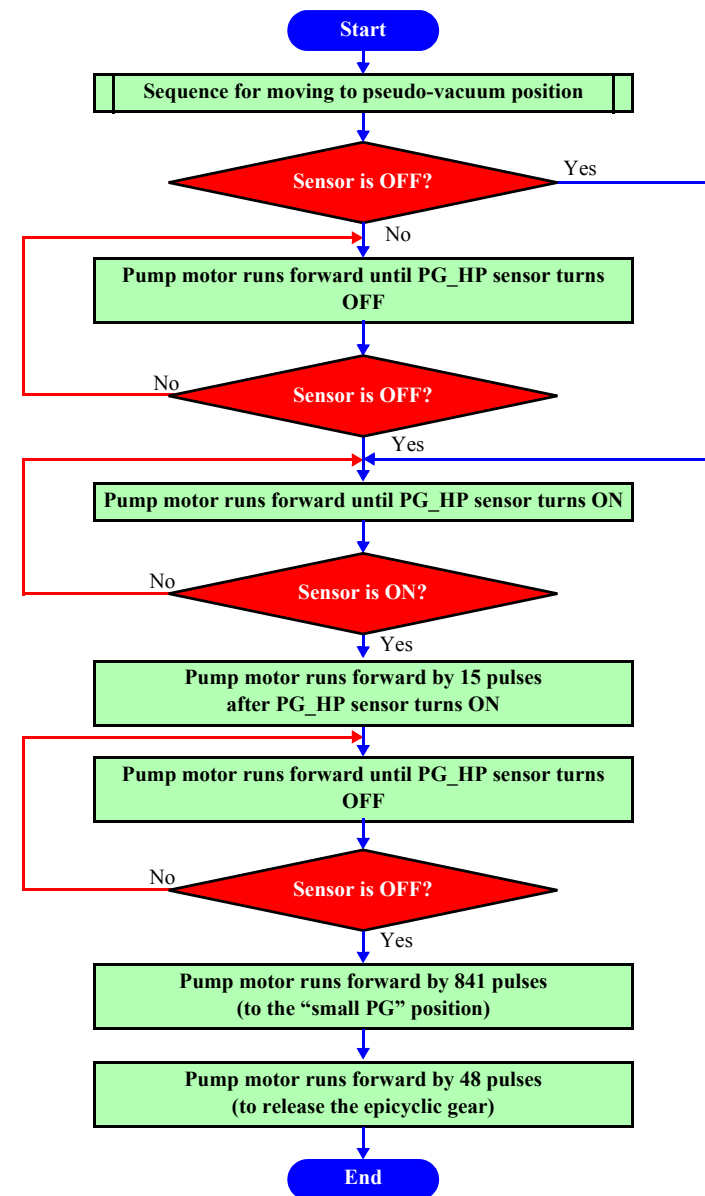 Start
Sequence for moving to pseudo-vacuum position
Sensor is OFF?
Yes
No
Pump motor runs forward until PG_HP sensor turns
OFF
No
Sensor is OFF?
Yes
Pump motor runs forward until PG_HP sensor turns ON
No
Sensor is ON?
Yes
Pump motor runs forward by 15 pulses
after PG_HP sensor turns ON
Pump motor runs forward until PG_HP sensor turns
OFF
No
Sensor is OFF?
Yes
Pump motor runs forward by 841 pulses
(to the “small PG” position)
Pump motor runs forward by 48 pulses
(to release the epicyclic gear)
End